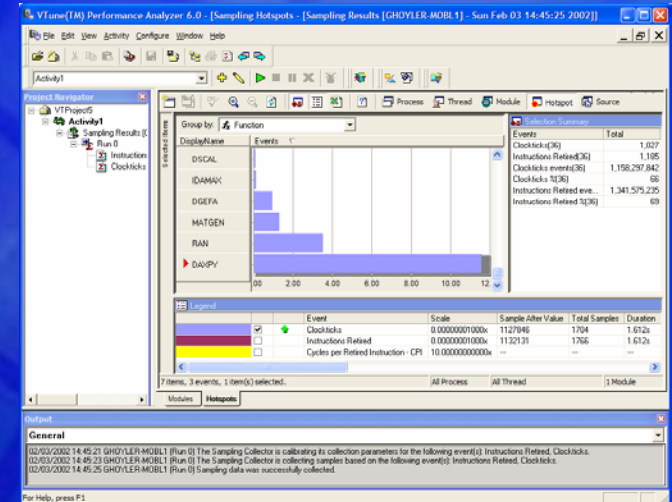 VTune(TM) Performance Analyzer 6.0 - [Sampling Hotspots - [Sampling Results [GHOYLER-MOBL1] - Sun Feb 03 14:45:25 2002]]
File Edit View Activity Configure Window Help
Activity1
Project Navigator
VTProject5
Activity1
Sampling Results [G
Run 0
Instruction
Clockticks
Process Thread Module Hotspot Source
Selected Items
Group by: Function
DisplayName Events
DSCAL
IDAMAX
DGEFA
MATGEN
RAN
DAXPY
.00 2.00 4.00 6.00 8.00 10.00 12.
Selection Summary
Events Total
Clockticks(36) 1,027
Instructions Retired(36) 1,185
Clockticks events(36) 1,158,297,842
Clockticks %(36) 66
Instructions Retired eve... 1,341,575,235
Instructions Retired %(36) 69
Legend
Event Scale Sample After Value Total Samples Duration
Clockticks 0.00000001000x 1127846 1704 1.612s
Instructions Retired 0.00000001000x 1132131 1766 1.612s
Cycles per Retired Instruction - CPI 10.00000000000x -- -- --
7 items, 3 events, 1 item(s) selected. All Process All Thread 1 Module
Modules Hotspots
Output
General
02/03/2002 14:45:21 GHOYLER-MOBL1 (Run 0) The Sampling Collector is calibrating its collection parameters for the following event(s): Instructions Retired, Clockticks.
02/03/2002 14:45:23 GHOYLER-MOBL1 (Run 0) The Sampling Collector is collecting samples based on the following event(s): Instructions Retired, Clockticks.
02/03/2002 14:45:25 GHOYLER-MOBL1 (Run 0) Sampling data was successfully collected.
For Help, press F1